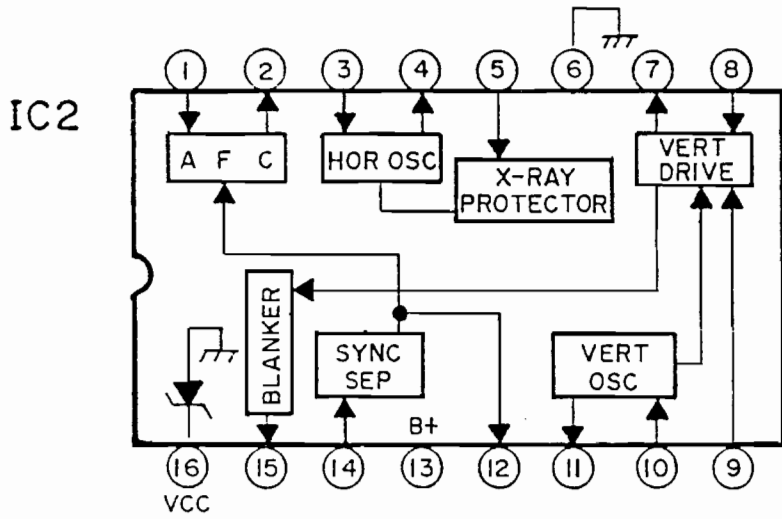 IC2
1 2 3 4 5 6 7 8
A F C
HOR OSC
X-RAY
PROTECTOR
VERT
DRIVE
BLANKER
SYNC
SEP
VERT
OSC
B+
16 15 14 13 12 11 10 9
VCC